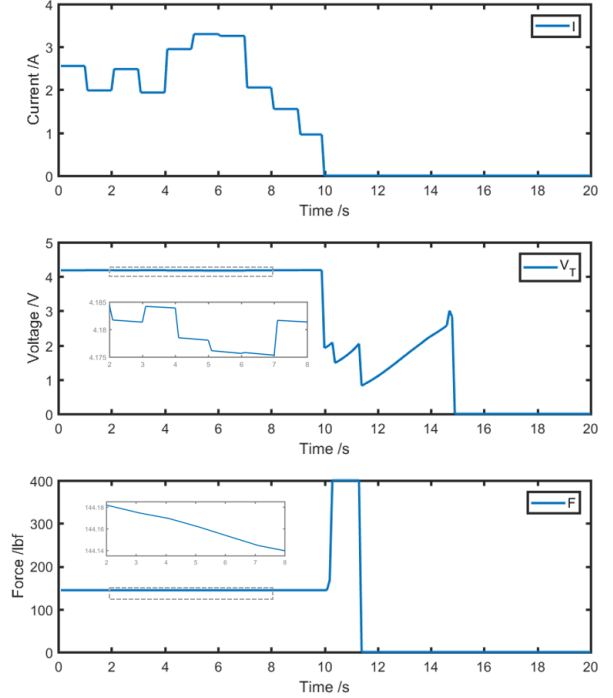 4
3
2
1
0
Current /A
I
0 2 4 6 8 10 12 14 16 18 20
Time /s
5
4
3
2
1
0
Voltage /V
V_T
4.185
4.18
4.175
2 3 4 5 6 7 8
0 2 4 6 8 10 12 14 16 18 20
Time /s
400
300
200
100
0
Force /lbf
F
144.18
144.16
144.14
2 3 4 5 6 7 8
0 2 4 6 8 10 12 14 16 18 20
Time /s